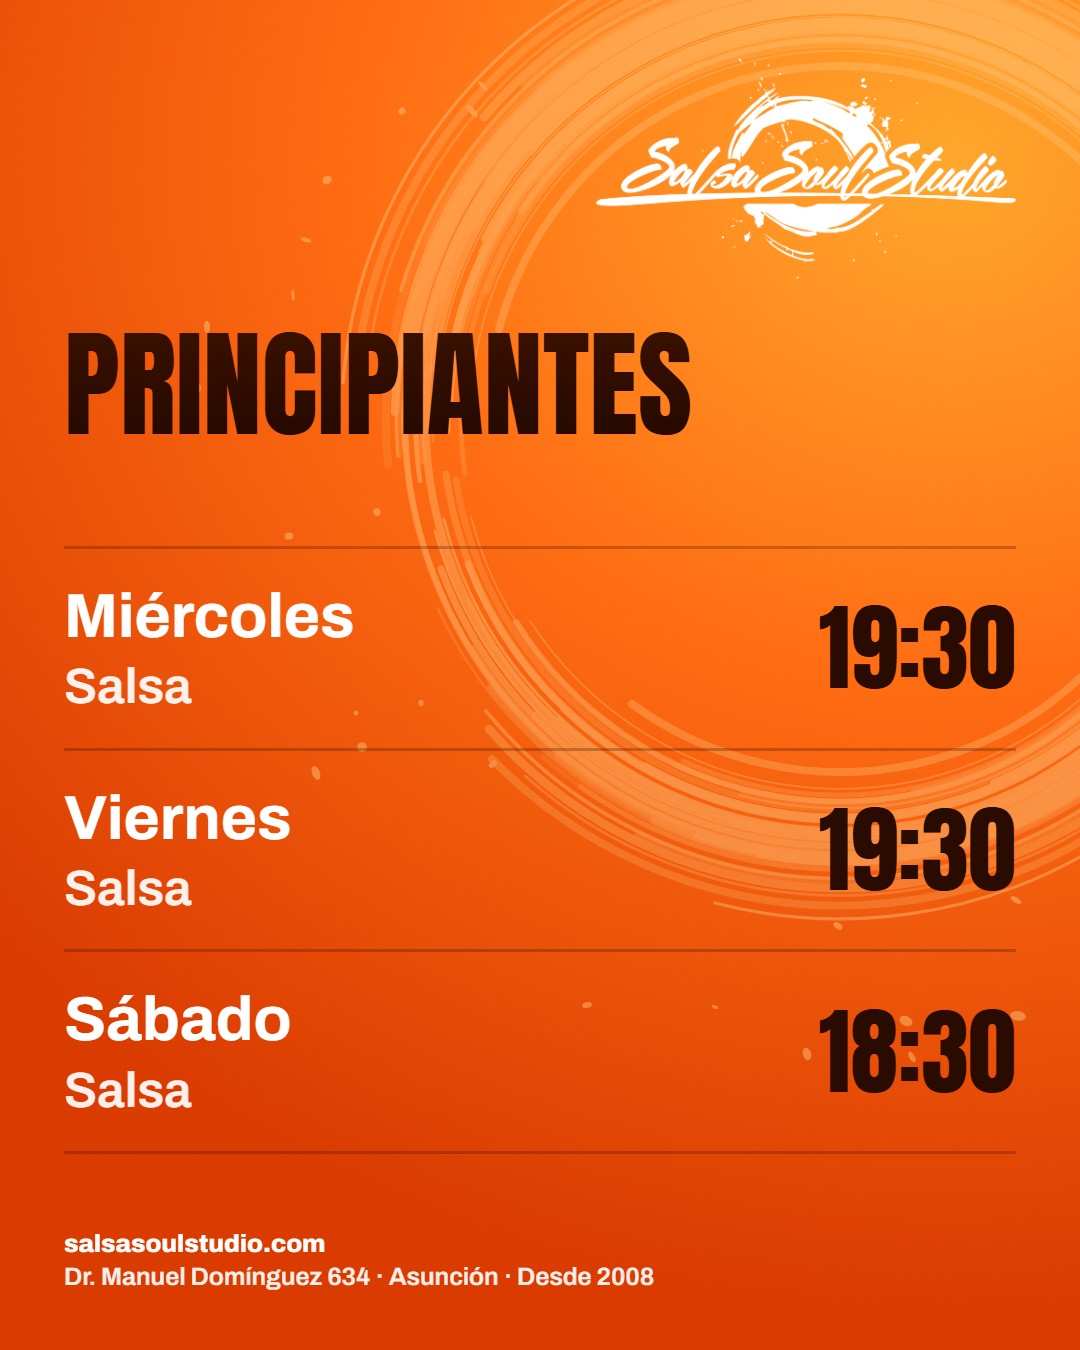 Salsa Soul Studio
PRINCIPIANTES
Miércoles
Salsa
19:30
Viernes
Salsa
19:30
Sábado
Salsa
18:30
salsasoulstudio.com
Dr. Manuel Domínguez 634 · Asunción · Desde 2008